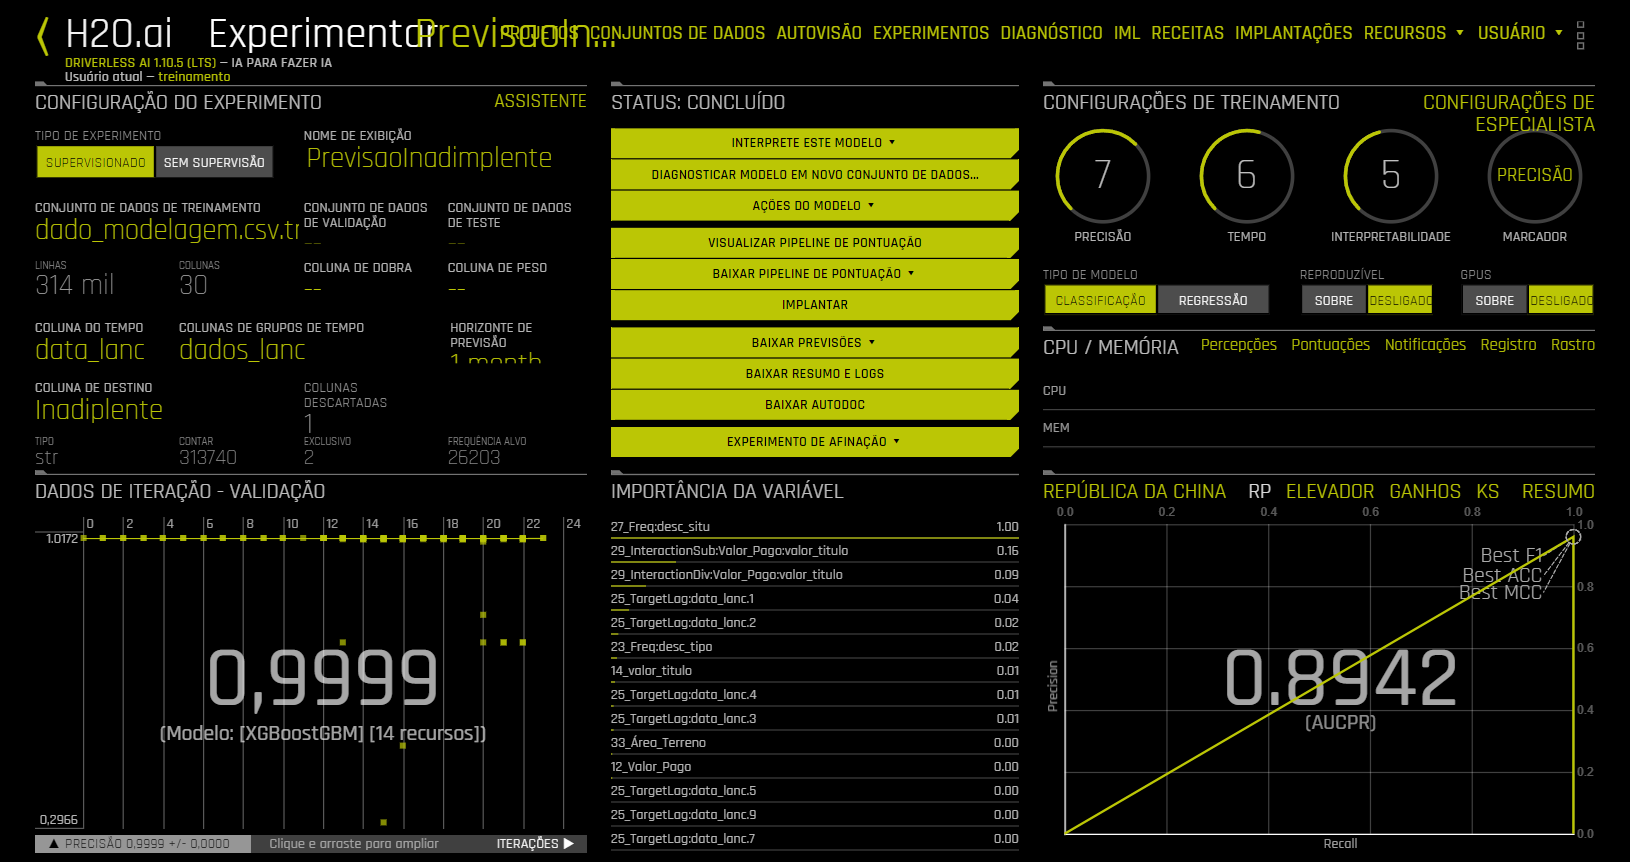 H2O.ai Experimentar PrevisaoIn...
PROJETOS CONJUNTOS DE DADOS AUTOVISÃO EXPERIMENTOS DIAGNÓSTICO IML RECEITAS IMPLANTAÇÕES RECURSOS USUÁRIO
DRIVERLESS AI 1.10.5 (LTS) — IA PARA FAZER IA
Usuário atual — treinamento
CONFIGURAÇÃO DO EXPERIMENTO
ASSISTENTE
TIPO DE EXPERIMENTO
SUPERVISIONADO SEM SUPERVISÃO
NOME DE EXIBIÇÃO
PrevisaoInadimplente
CONJUNTO DE DADOS DE TREINAMENTO
dado_modelagem.csv.tr
CONJUNTO DE DADOS
DE VALIDAÇÃO
--
CONJUNTO DE DADOS
DE TESTE
--
LINHAS
314 mil
COLUNAS
30
COLUNA DE DOBRA
--
COLUNA DE PESO
--
COLUNA DO TEMPO
data_lanc
COLUNAS DE GRUPOS DE TEMPO
dados_lanc
HORIZONTE DE
PREVISÃO
1 month
COLUNA DE DESTINO
Inadiplente
COLUNAS
DESCARTADAS
1
TIPO
str
CONTAR
313740
EXCLUSIVO
2
FREQUÊNCIA ALVO
26203
STATUS: CONCLUÍDO
INTERPRETE ESTE MODELO
DIAGNOSTICAR MODELO EM NOVO CONJUNTO DE DADOS...
AÇÕES DO MODELO
VISUALIZAR PIPELINE DE PONTUAÇÃO
BAIXAR PIPELINE DE PONTUAÇÃO
IMPLANTAR
BAIXAR PREVISÕES
BAIXAR RESUMO E LOGS
BAIXAR AUTODOC
EXPERIMENTO DE AFINAÇÃO
CONFIGURAÇÕES DE TREINAMENTO
CONFIGURAÇÕES DE
ESPECIALISTA
7 6 5 PRECISÃO
PRECISÃO TEMPO INTERPRETABILIDADE MARCADOR
TIPO DE MODELO
CLASSIFICAÇÃO REGRESSÃO
REPRODUZÍVEL
SOBRE DESLIGADO
GPUS
SOBRE DESLIGADO
CPU / MEMÓRIA Percepções Pontuações Notificações Registro Rastro
CPU
MEM
DADOS DE ITERAÇÃO - VALIDAÇÃO
0 2 4 6 8 10 12 14 16 18 20 22 24
1.0172
0,9999
(Modelo: [XGBoostGBM] [14 recursos])
0,2966
▲ PRECISÃO 0,9999 +/- 0,0000 Clique e arraste para ampliar ITERAÇÕES ▶
IMPORTÂNCIA DA VARIÁVEL
27_Freq:desc_situ 1.00
29_InteractionSub:Valor_Pago:valor_titulo 0.16
29_InteractionDiv:Valor_Pago:valor_titulo 0.09
25_TargetLag:data_lanc.1 0.04
25_TargetLag:data_lanc.2 0.02
23_Freq:desc_tipo 0.02
14_valor_titulo 0.01
25_TargetLag:data_lanc.4 0.01
25_TargetLag:data_lanc.3 0.01
33_Área_Terreno 0.00
12_Valor_Pago 0.00
25_TargetLag:data_lanc.5 0.00
25_TargetLag:data_lanc.9 0.00
25_TargetLag:data_lanc.7 0.00
REPÚBLICA DA CHINA RP ELEVADOR GANHOS KS RESUMO
0.0 0.2 0.4 0.6 0.8 1.0
1.0
Best F1
Best ACC
0.8
Best MCC
0.6
0.8942
0.4
(AUCPR)
Precision
0.2
0.0
Recall